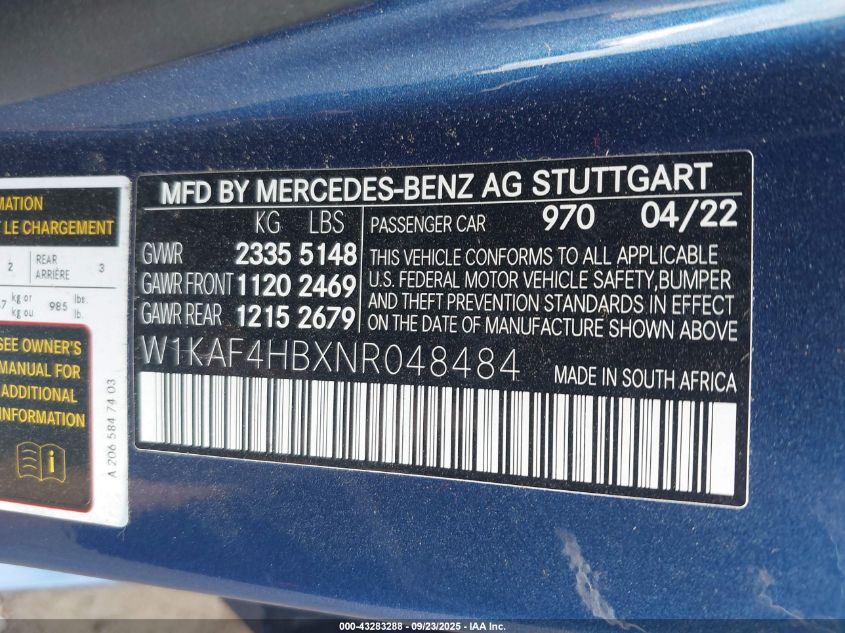 MATION
T LE CHARGEMENT
2 REAR ARRIÈRE 3
kg or kg ou 985 lbs. lb.
SEE OWNER'S
MANUAL FOR
ADDITIONAL
INFORMATION
i
A 206 584 74 03
MFD BY MERCEDES-BENZ AG STUTTGART
KG LBS
GVWR 2335 5148
GAWR FRONT 1120 2469
GAWR REAR 1215 2679
PASSENGER CAR 970 04/22
THIS VEHICLE CONFORMS TO ALL APPLICABLE
U.S. FEDERAL MOTOR VEHICLE SAFETY, BUMPER
AND THEFT PREVENTION STANDARDS IN EFFECT
ON THE DATE OF MANUFACTURE SHOWN ABOVE
W1KAF4HBXNR048484
MADE IN SOUTH AFRICA
000-43283288 - 09/23/2025 - IAA Inc.